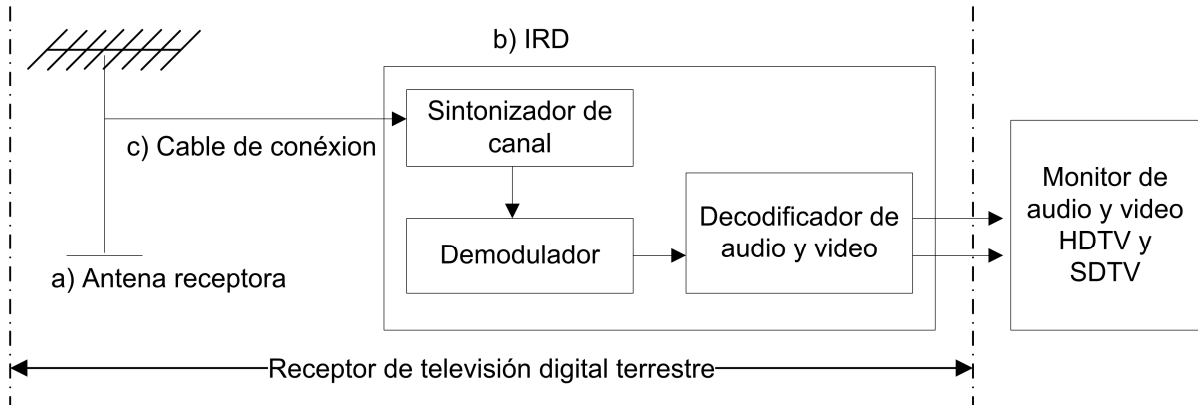 b) IRD
Sintonizador de
canal
c) Cable de conéxion
Demodulador
Decodificador de
audio y video
Monitor de
audio y video
HDTV y
SDTV
a) Antena receptora
Receptor de televisión digital terrestre